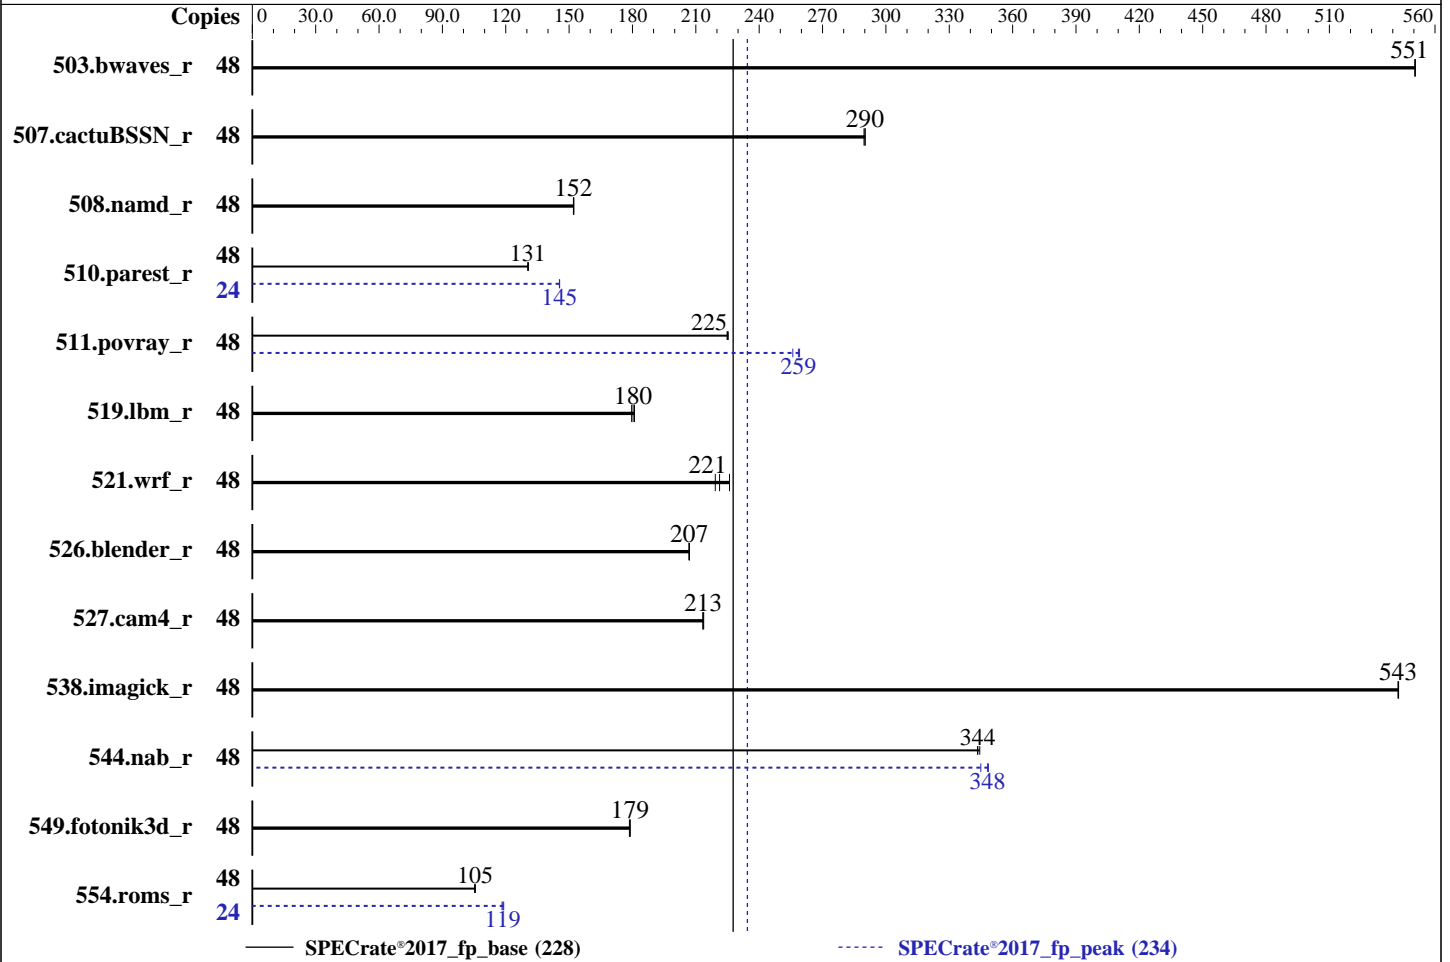 Copies 0 30.0 60.0 90.0 120 150 180 210 240 270 300 330 360 390 420 450 480 510 560
503.bwaves_r 48 551
507.cactuBSSN_r 48 290
508.namd_r 48 152
510.parest_r 48 131
24 145
511.povray_r 48 225
259
519.lbm_r 48 180
521.wrf_r 48 221
526.blender_r 48 207
527.cam4_r 48 213
538.imagick_r 48 543
544.nab_r 48 344
348
549.fotonik3d_r 48 179
554.roms_r 48 105
24 119
SPECrate®2017_fp_base (228) SPECrate®2017_fp_peak (234)